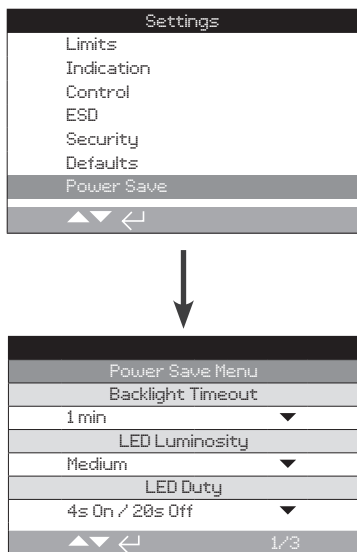 Settings
Limits
Indication
Control
ESD
Security
Defaults
Power Save
Power Save Menu
Backlight Timeout
1 min
LED Luminosity
Medium
LED Duty
4s On / 20s Off
1/3